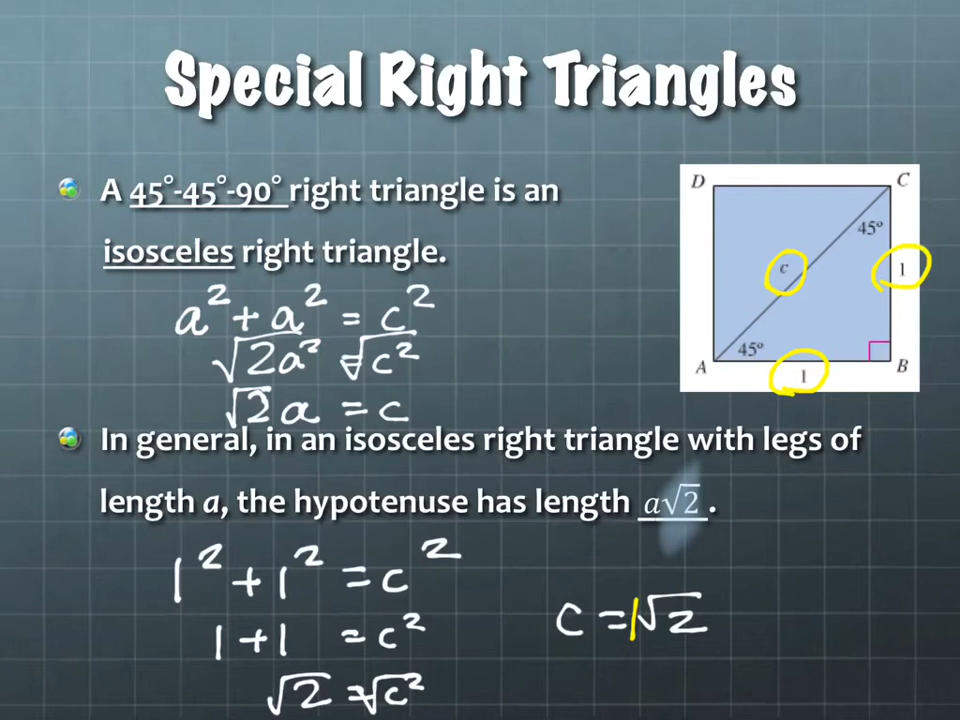 Special Right Triangles
A 45°-45°-90° right triangle is an
isosceles right triangle.
a² + a² = c²
√2a² = √c²
√2 a = c
D
C
45º
c
1
45º
A
1
B
In general, in an isosceles right triangle with legs of
length a, the hypotenuse has length a√2 .
1² + 1² = c²
1 + 1 = c²
√2 = √c²
c = 1√2